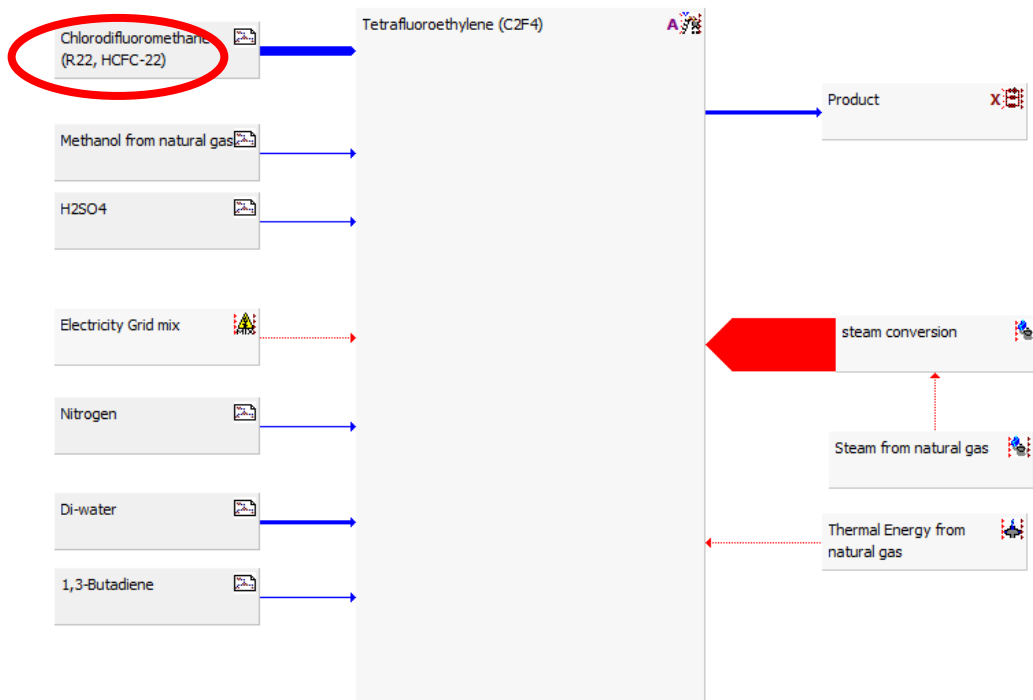 Chlorodifluoromethane
(R22, HCFC-22)
Tetrafluoroethylene (C2F4)
A
Product
X
Methanol from natural gas
H2SO4
Electricity Grid mix
MIX
steam conversion
Nitrogen
Steam from natural gas
Di-water
Thermal Energy from
natural gas
1,3-Butadiene